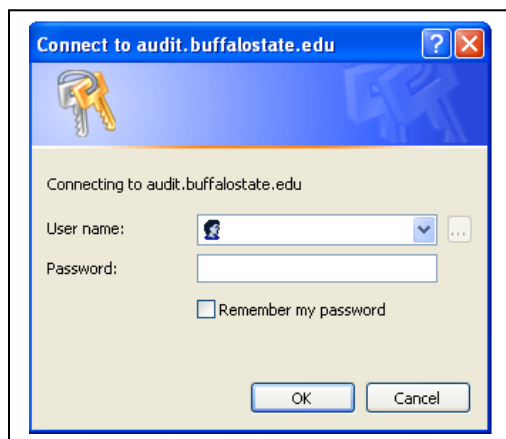 Connect to audit.buffalostate.edu
Connecting to audit.buffalostate.edu
User name:
...
Password:
Remember my password
OK Cancel